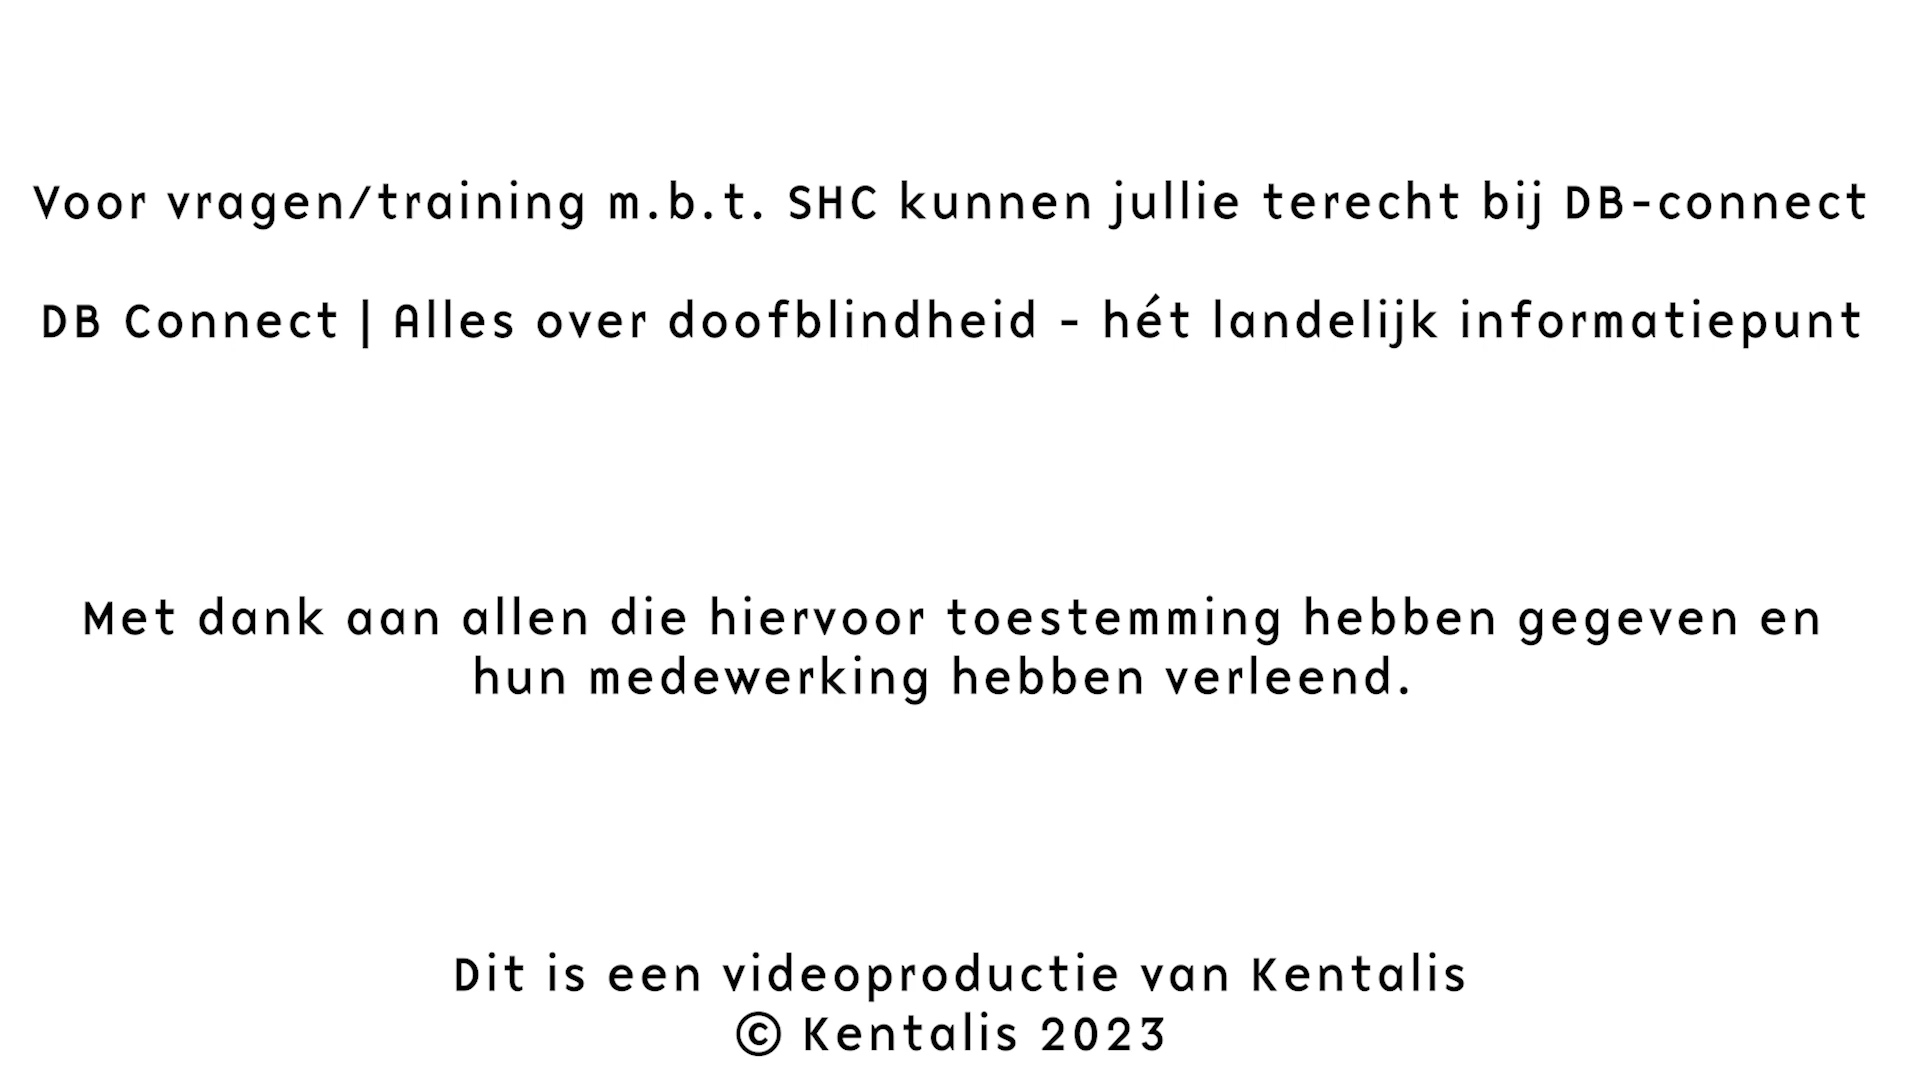 Voor vragen/training m.b.t. SHC kunnen jullie terecht bij DB-connect
DB Connect | Alles over doofblindheid - hét landelijk informatiepunt
Met dank aan allen die hiervoor toestemming hebben gegeven en
hun medewerking hebben verleend.
Dit is een videoproductie van Kentalis
© Kentalis 2023